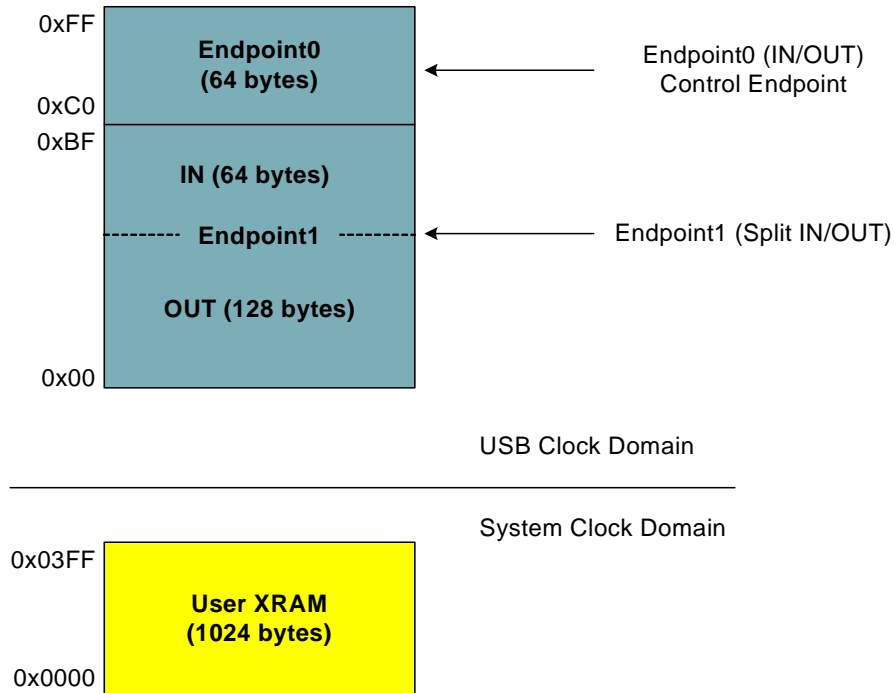 0xFF
Endpoint0
(64 bytes)
Endpoint0 (IN/OUT)
Control Endpoint
0xC0
0xBF
IN (64 bytes)
Endpoint1
Endpoint1 (Split IN/OUT)
OUT (128 bytes)
0x00
USB Clock Domain
System Clock Domain
0x03FF
User XRAM
(1024 bytes)
0x0000